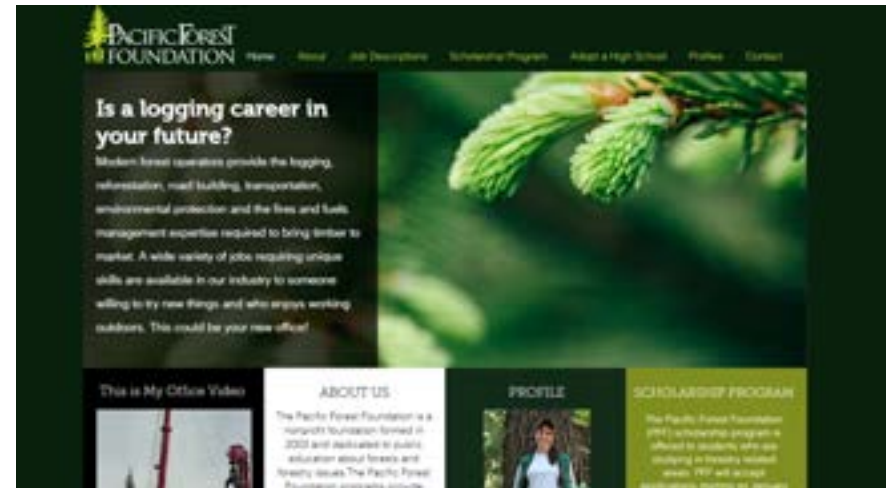 PACIFIC FOREST
FOUNDATION
Home About Job Descriptions Scholarship Program Adopt a High School Profiles Contact
Is a logging career in
your future?
Modern forest operators provide the logging,
reforestation, road building, transportation,
environmental protection and the fires and fuels
management expertise required to bring timber to
market. A wide variety of jobs requiring unique
skills are available in our industry to someone
willing to try new things and who enjoys working
outdoors. This could be your new office!
This is My Office Video
ABOUT US
The Pacific Forest Foundation is a
nonprofit foundation formed in
2003 and dedicated to public
education about forests and
forestry issues. The Pacific Forest
Foundation programs provide
PROFILE
SCHOLARSHIP PROGRAM
The Pacific Forest Foundation
(PFF) scholarship program is
offered to students who are
studying in forestry related
areas. PFF will accept